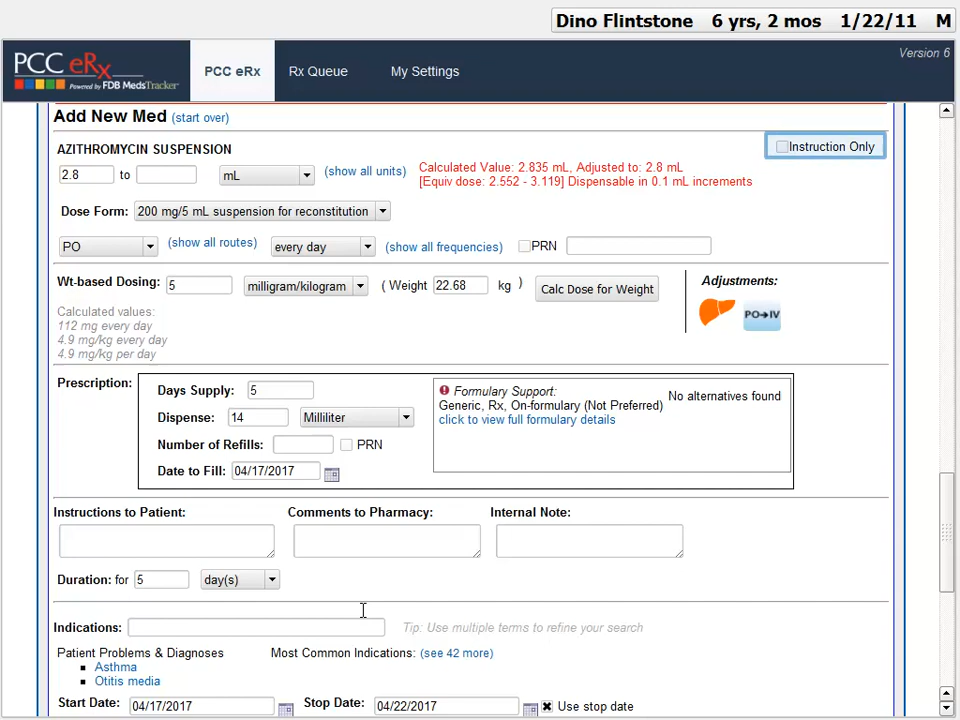 Dino Flintstone 6 yrs, 2 mos 1/22/11 M
PCC eRx
Powered by FDB MedsTracker
PCC eRx Rx Queue My Settings
Version 6
Add New Med (start over)
AZITHROMYCIN SUSPENSION
Instruction Only
2.8 to mL (show all units)
Calculated Value: 2.835 mL, Adjusted to: 2.8 mL
[Equiv dose: 2.552 - 3.119] Dispensable in 0.1 mL increments
Dose Form: 200 mg/5 mL suspension for reconstitution
PO (show all routes) every day (show all frequencies) PRN
Wt-based Dosing: 5 milligram/kilogram ( Weight 22.68 kg ) Calc Dose for Weight
Adjustments:
PO→IV
Calculated values:
112 mg every day
4.9 mg/kg every day
4.9 mg/kg per day
Prescription:
Days Supply: 5
Dispense: 14 Milliliter
Number of Refills: PRN
Date to Fill: 04/17/2017
Formulary Support:
Generic, Rx, On-formulary (Not Preferred)
click to view full formulary details
No alternatives found
Instructions to Patient: Comments to Pharmacy: Internal Note:
Duration: for 5 day(s)
Indications: Tip: Use multiple terms to refine your search
Patient Problems & Diagnoses Most Common Indications: (see 42 more)
Asthma
Otitis media
Start Date: 04/17/2017 Stop Date: 04/22/2017 Use stop date